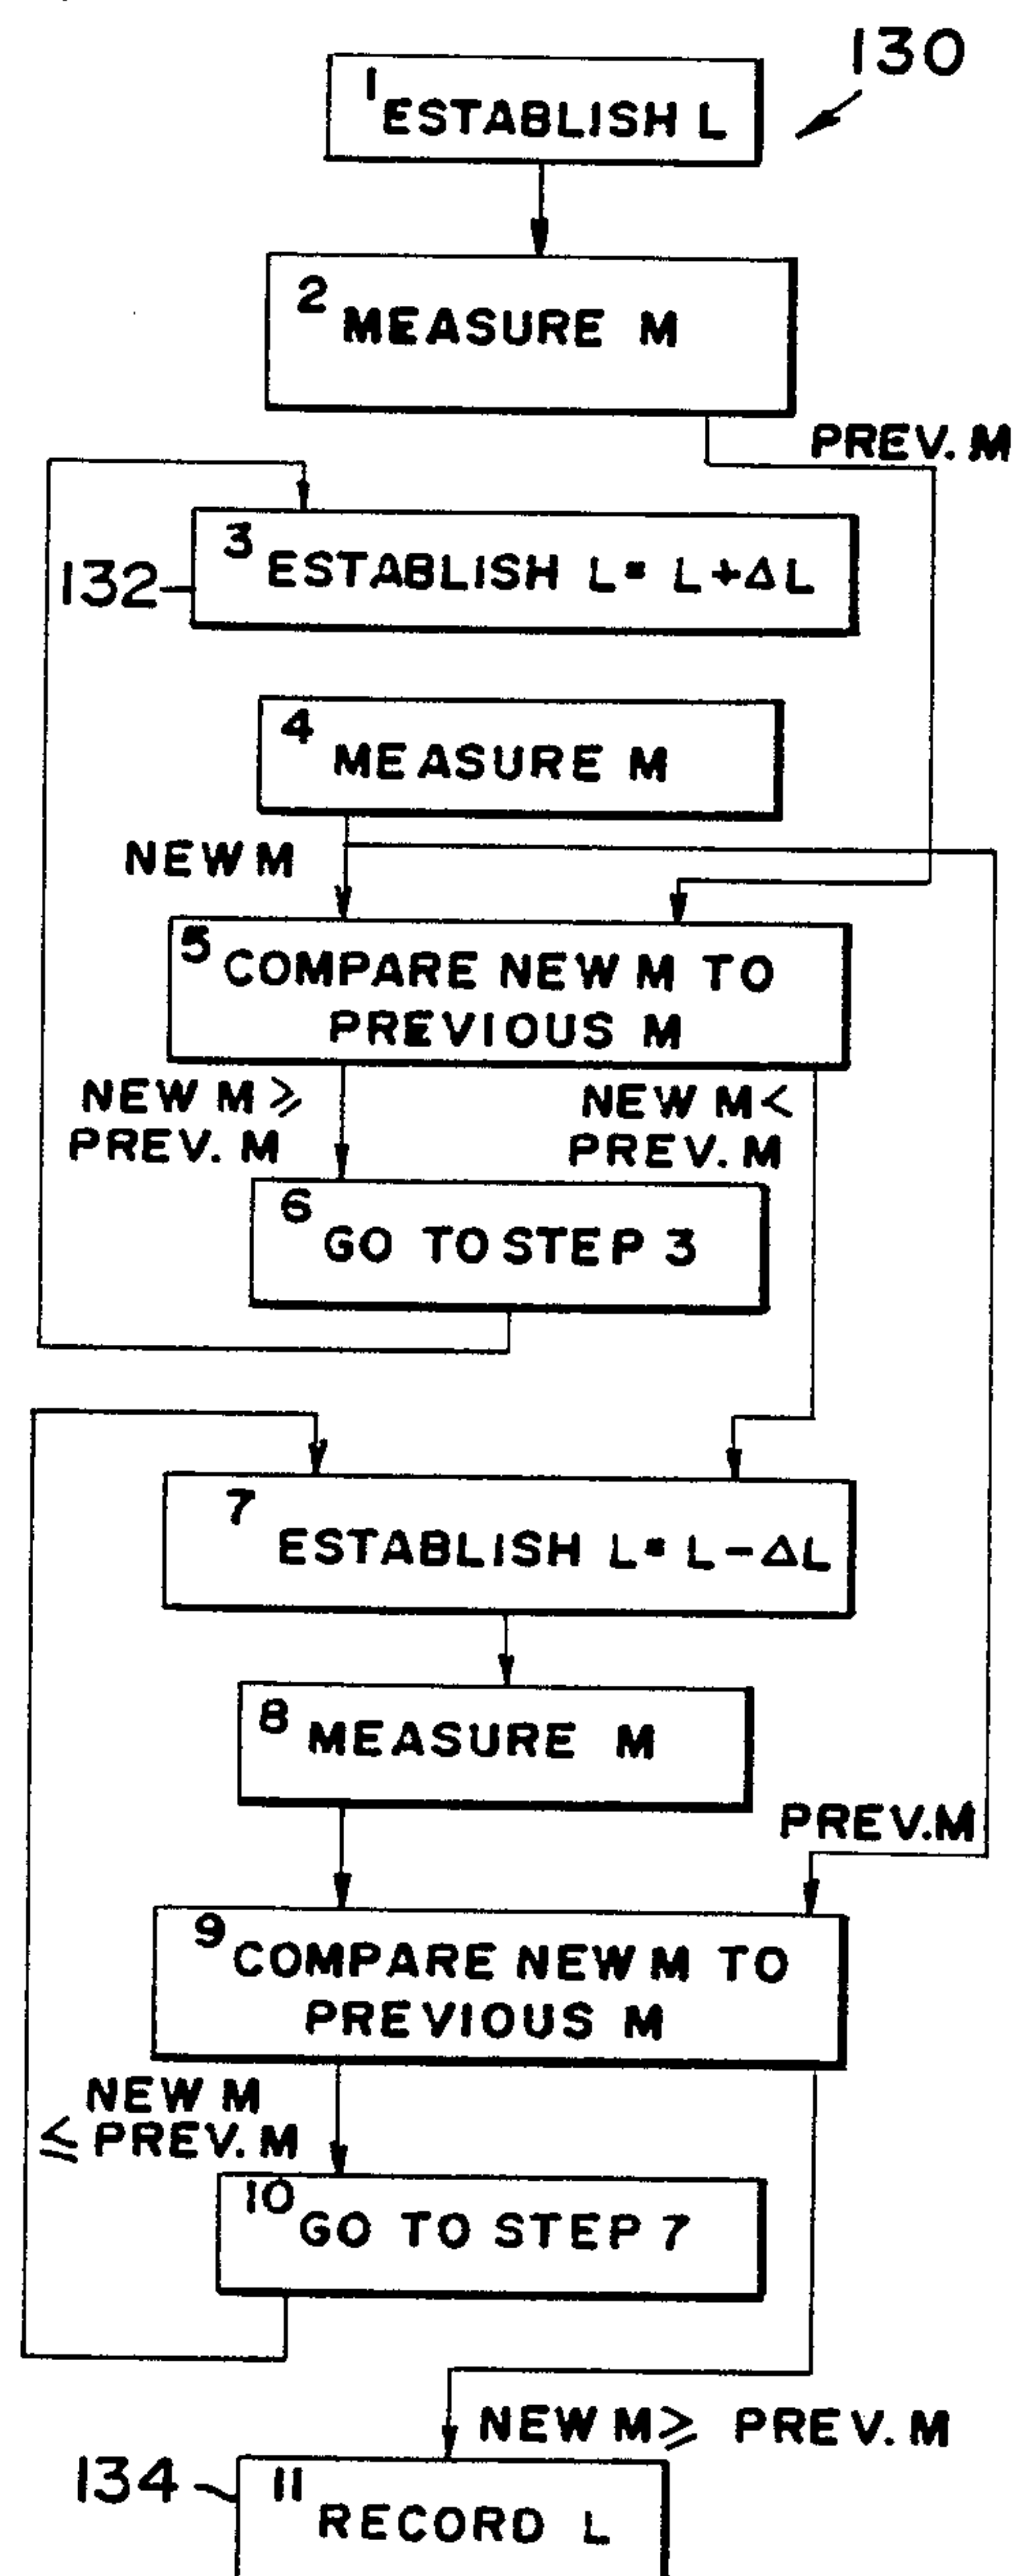 130
1 ESTABLISH L
2 MEASURE M
PREV. M
3 ESTABLISH L = L + Δ L
132
4 MEASURE M
NEW M
5 COMPARE NEW M TO
PREVIOUS M
NEW M ≥
PREV. M
NEW M <
PREV. M
6 GO TO STEP 3
7 ESTABLISH L = L - Δ L
8 MEASURE M
PREV. M
9 COMPARE NEW M TO
PREVIOUS M
NEW M
≤ PREV. M
10 GO TO STEP 7
NEW M ≥ PREV. M
134
11 RECORD L